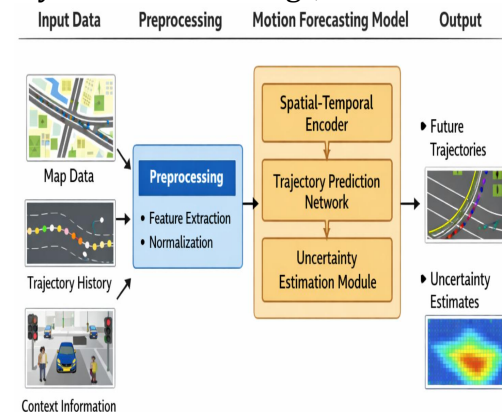 Input Data
Preprocessing
Motion Forecasting Model
Output
Map Data
Trajectory History
Context Information
Preprocessing
• Feature Extraction
• Normalization
Spatial-Temporal
Encoder
Trajectory Prediction
Network
Uncertainty
Estimation Module
Future
Trajectories
Uncertainty
Estimates